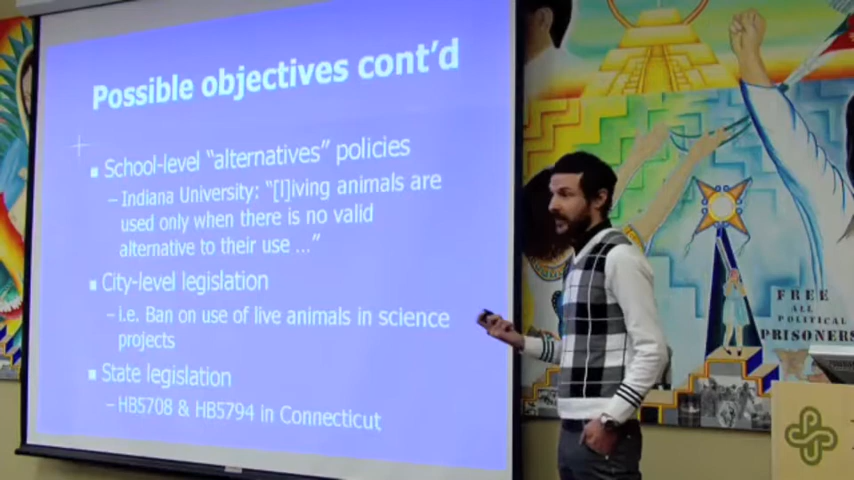 Possible objectives cont'd
School-level "alternatives" policies
– Indiana University: "[l]iving animals are
used only when there is no valid
alternative to their use ..."
City-level legislation
– i.e. Ban on use of live animals in science
projects
State legislation
– HB5708 & HB5794 in Connecticut
FREE
ALL
POLITICAL
PRISONERS